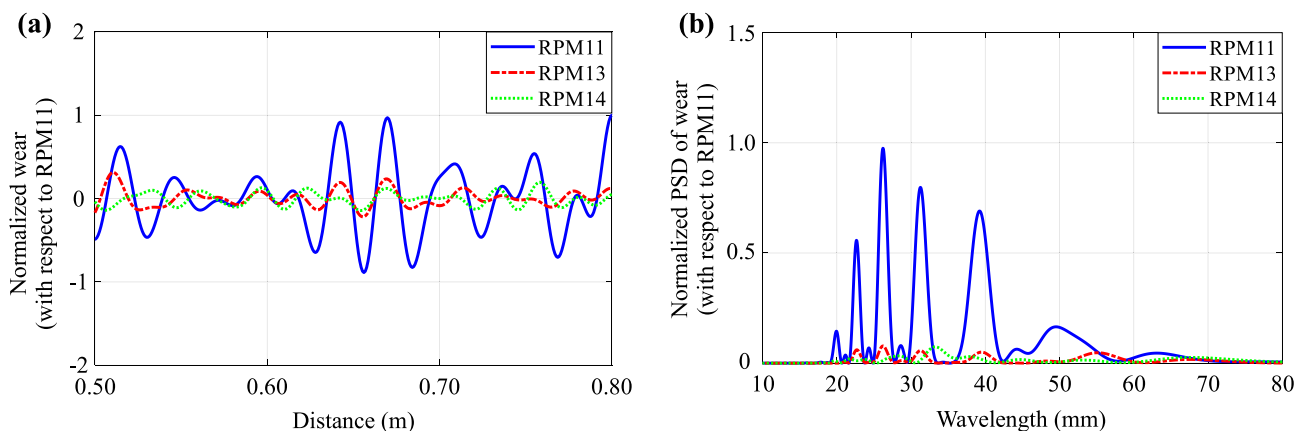 (a)
Normalized wear
(with respect to RPM11)
2
1
0
-1
-2
0.50
0.60
0.70
0.80
Distance (m)
RPM11
RPM13
RPM14
(b)
Normalized PSD of wear
(with respect to RPM11)
1.5
1.0
0.5
0
10
20
30
40
50
60
70
80
Wavelength (mm)
RPM11
RPM13
RPM14